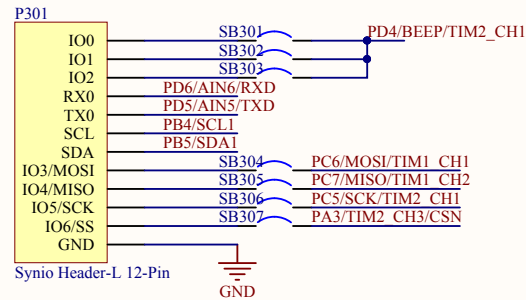 P301
IO0 SB301 PD4/BEEP/TIM2_CH1
IO1 SB302
IO2 SB303
RX0 PD6/AIN6/RXD
TX0 PD5/AIN5/TXD
SCL PB4/SCL1
SDA PB5/SDA1
IO3/MOSI SB304 PC6/MOSI/TIM1_CH1
IO4/MISO SB305 PC7/MISO/TIM1_CH2
IO5/SCK SB306 PC5/SCK/TIM2_CH1
IO6/SS SB307 PA3/TIM2_CH3/CSN
GND
Synio Header-L 12-Pin
GND